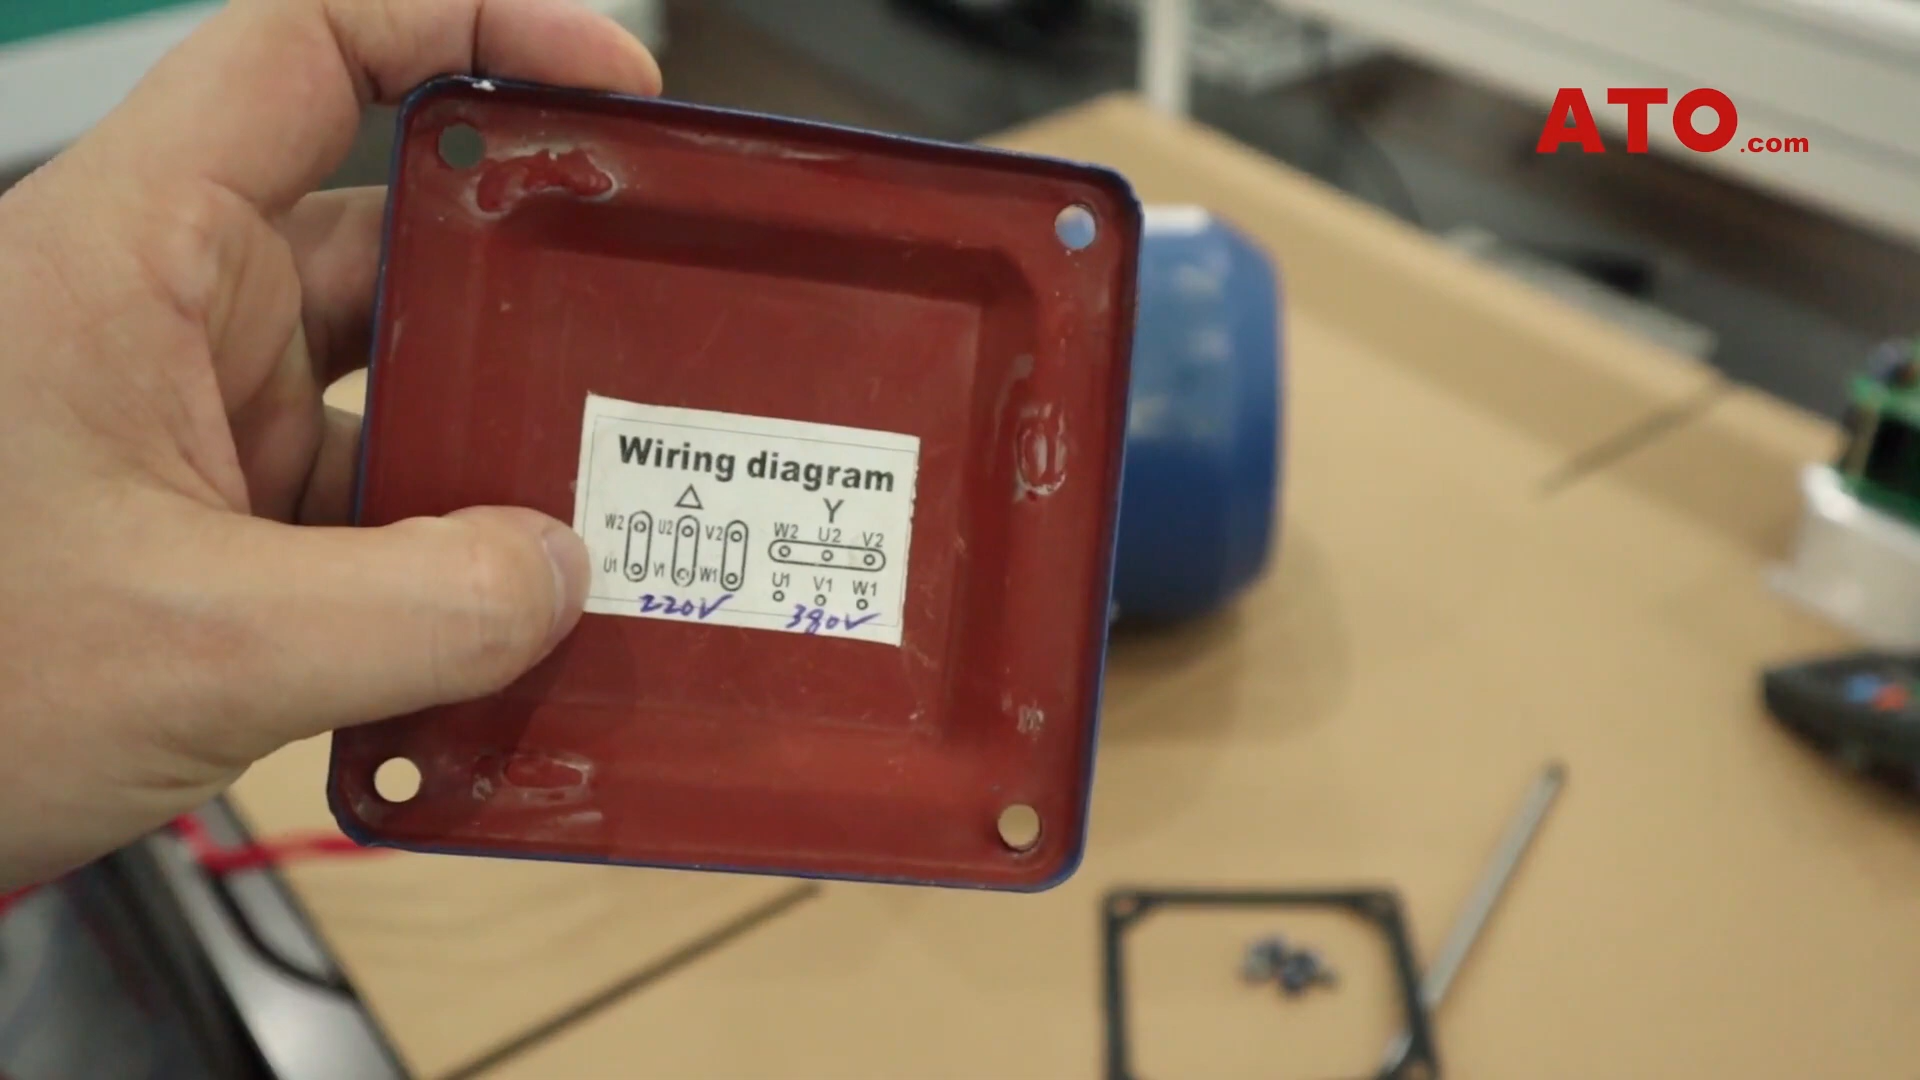 ATO.com
Wiring diagram
△ Y
W2 U2 V2 W2 U2 V2
U1 V1 W1 U1 V1 W1
220V 380V